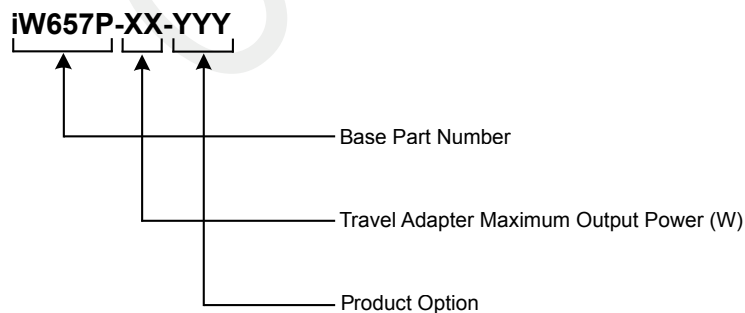 iW657P-XX-YYY
Base Part Number
Travel Adapter Maximum Output Power (W)
Product Option